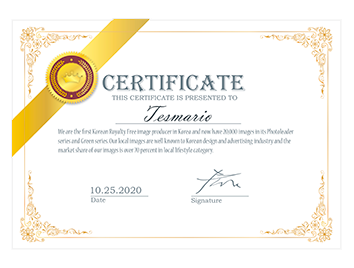 CERTIFICATE
THIS CERTIFICATE IS PRESENTED TO
Tesmario
We are the first Korean Royalty Free image producer in Korea and now have 20,000 images in its Photoleader
series and Green series. Our local images are well known to Korean design and advertising industry and the
market share of our images is over 70 percent in local lifestyle category.
10.25.2020
Date
Signature